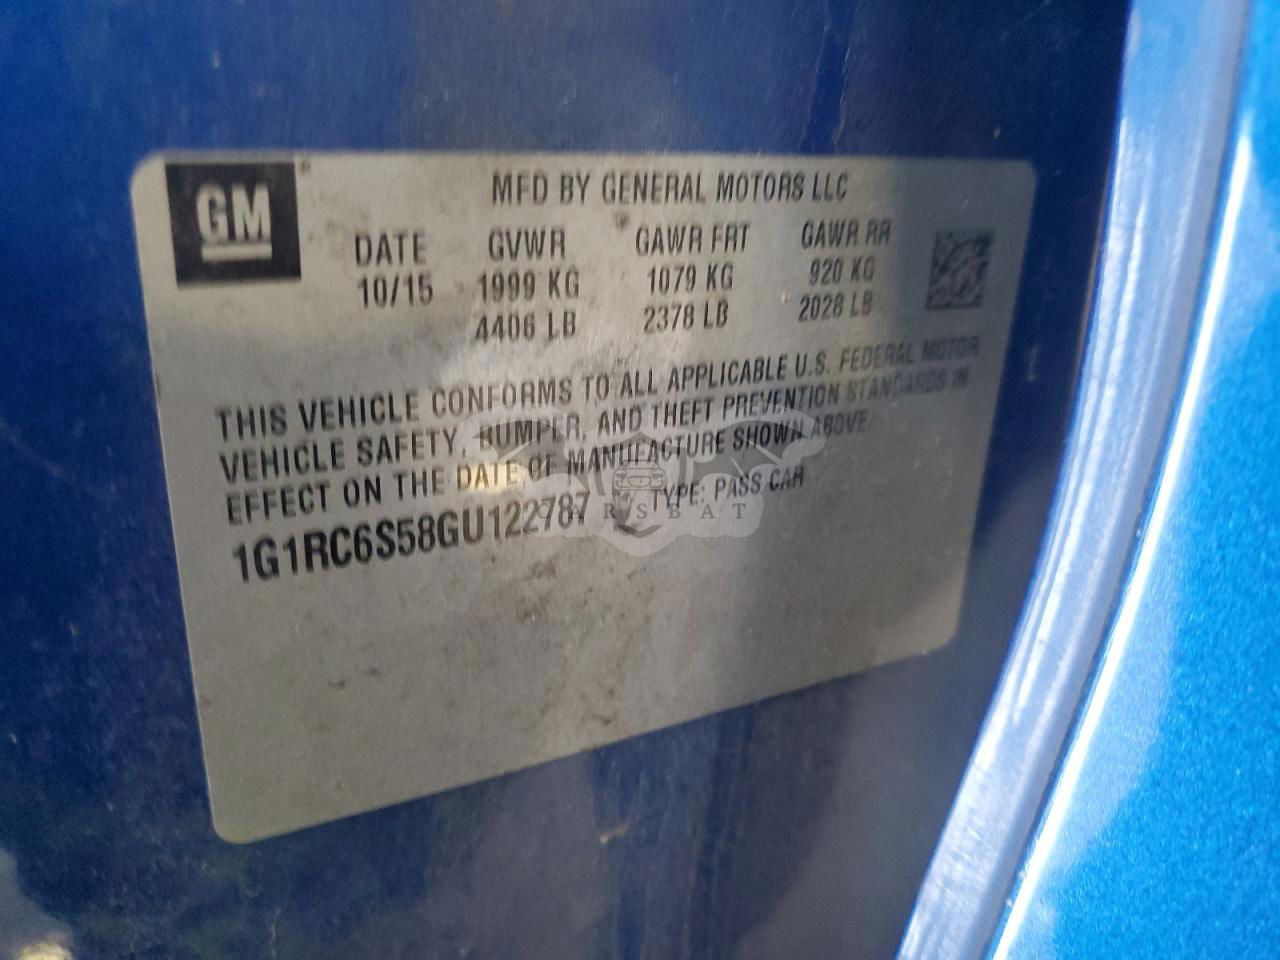 GM
MFD BY GENERAL MOTORS LLC
DATE GVWR GAWR FRT GAWR RR
10/15 1999 KG 1079 KG 920 KG
4406 LB 2378 LB 2028 LB
THIS VEHICLE CONFORMS TO ALL APPLICABLE U.S. FEDERAL MOTOR
VEHICLE SAFETY, BUMPER, AND THEFT PREVENTION STANDARDS IN
EFFECT ON THE DATE OF MANUFACTURE SHOWN ABOVE.
1G1RC6S58GU122787 TYPE: PASS CAR
CARSBAT